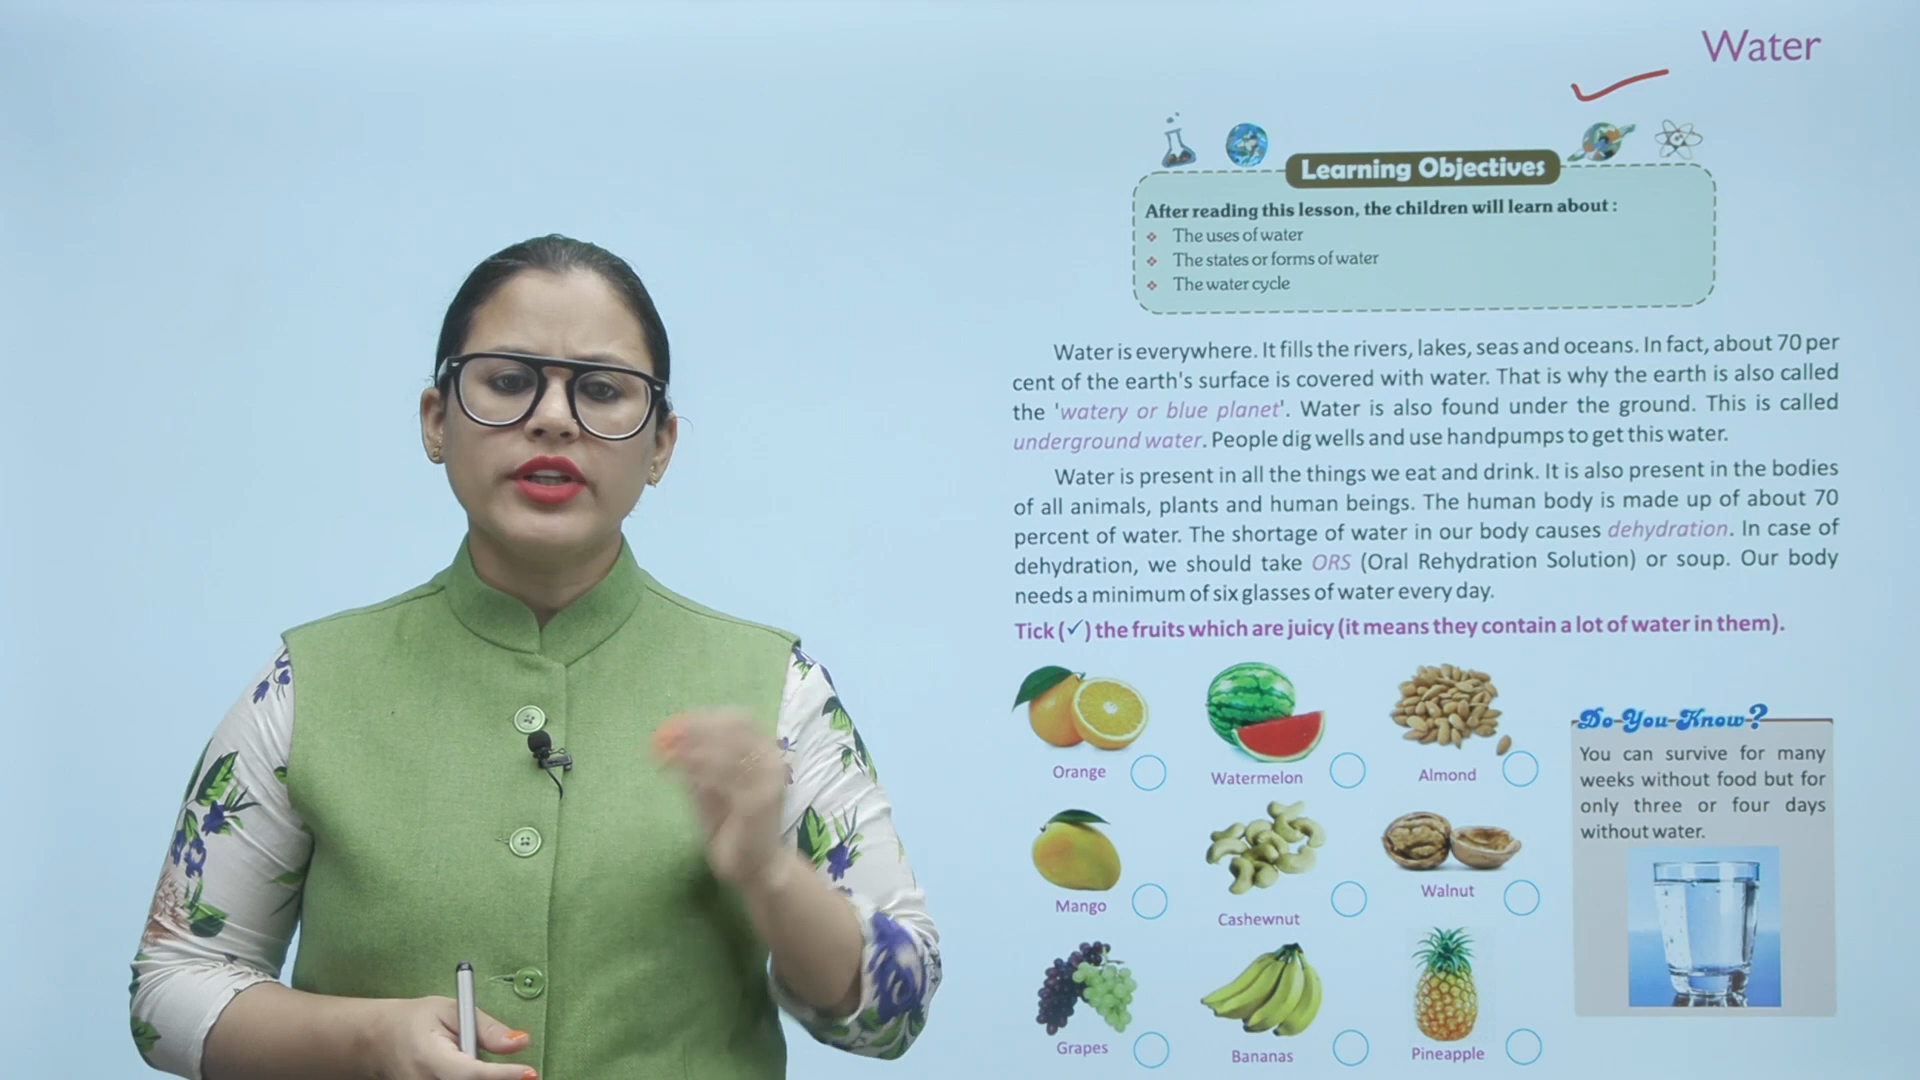 Water
Learning Objectives
After reading this lesson, the children will learn about :
❖ The uses of water
❖ The states or forms of water
❖ The water cycle
Water is everywhere. It fills the rivers, lakes, seas and oceans. In fact, about 70 per
cent of the earth's surface is covered with water. That is why the earth is also called
the 'watery or blue planet'. Water is also found under the ground. This is called
underground water. People dig wells and use handpumps to get this water.
Water is present in all the things we eat and drink. It is also present in the bodies
of all animals, plants and human beings. The human body is made up of about 70
percent of water. The shortage of water in our body causes dehydration. In case of
dehydration, we should take ORS (Oral Rehydration Solution) or soup. Our body
needs a minimum of six glasses of water every day.
Tick (✓) the fruits which are juicy (it means they contain a lot of water in them).
Orange
Watermelon
Almond
Mango
Cashewnut
Walnut
Grapes
Bananas
Pineapple
Do-You-Know-?
You can survive for many
weeks without food but for
only three or four days
without water.